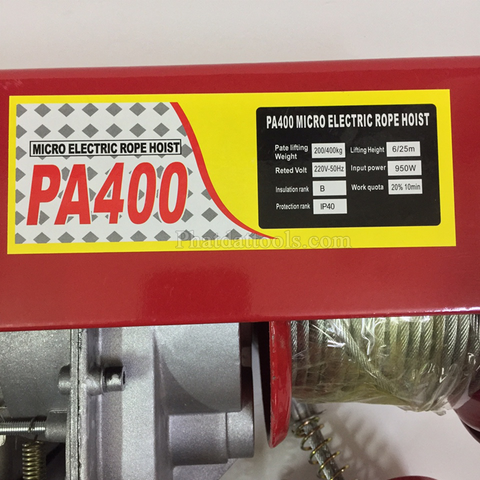 MICRO ELECTRIC ROPE HOIST
PA400
PA400 MICRO ELECTRIC ROPE HOIST
Pate lifting Weight 200/400kg Lifting Height 6/25m
Reted Volt 220V-50Hz Input power 950W
Insulation rank B Work quota 20% 10min
Protection rank IP40
Phatdattools.com